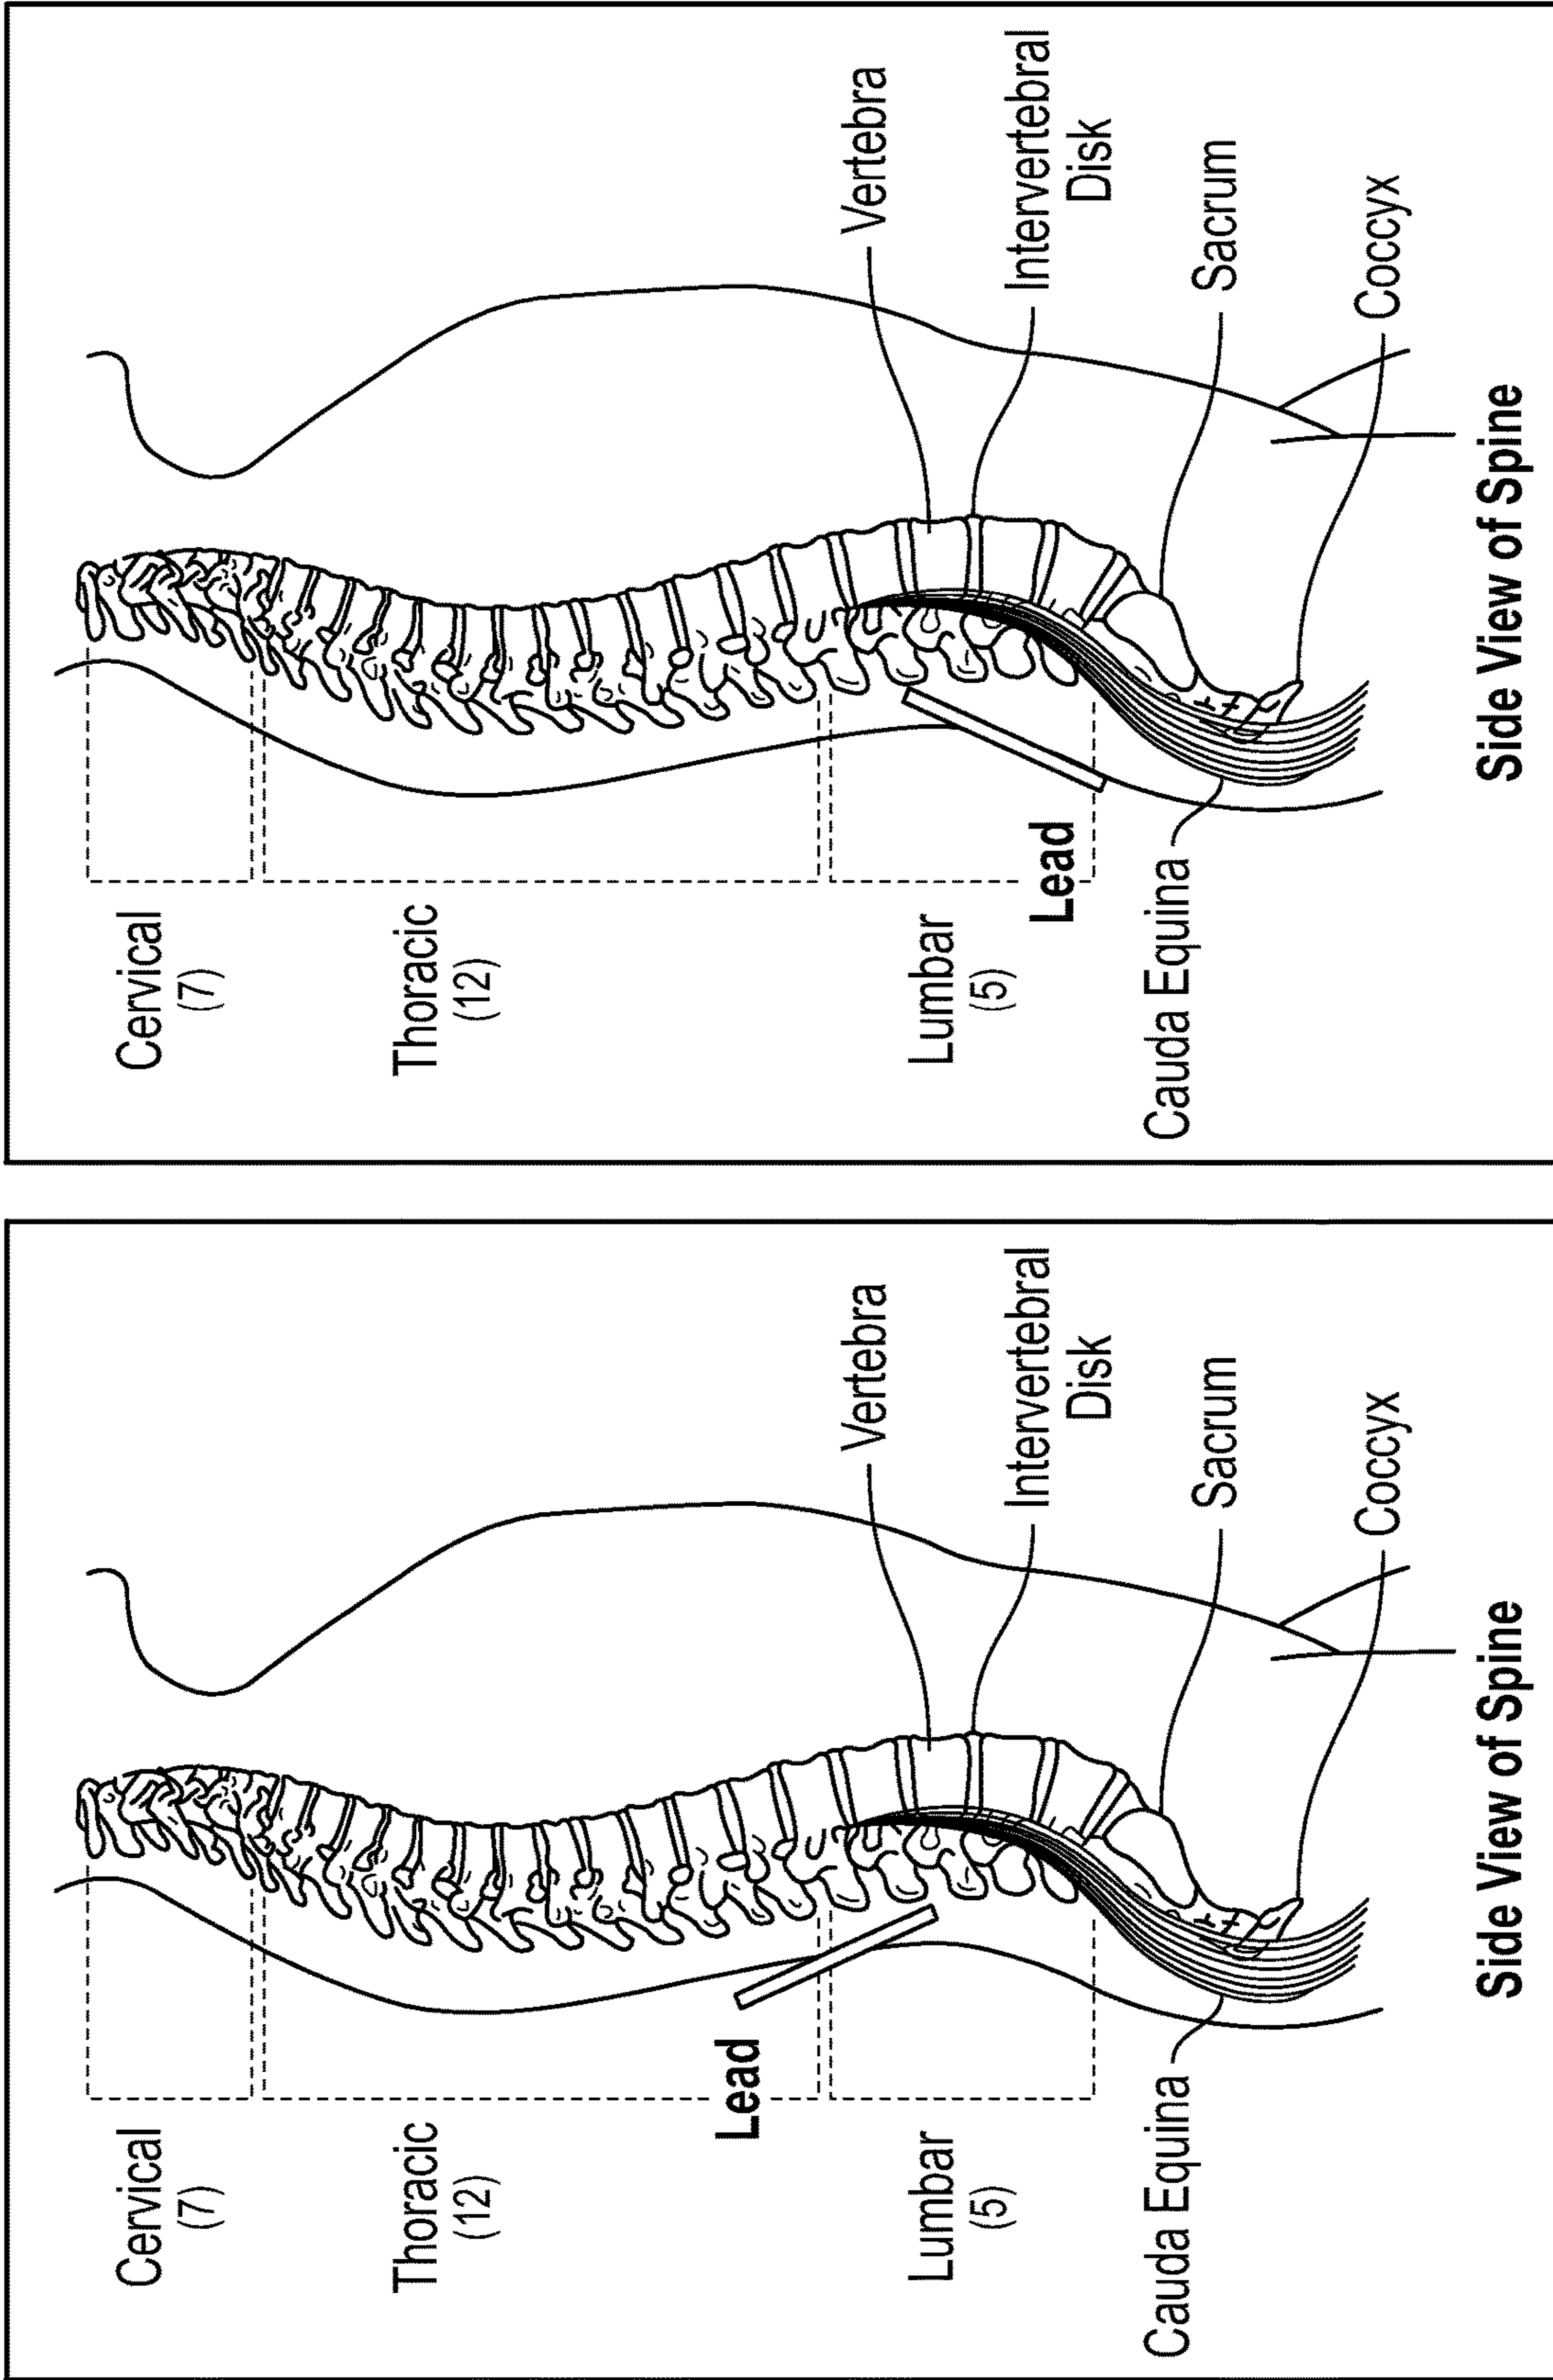 Cervical
(7)
Thoracic
(12)
Lead
Lumbar
(5)
Cauda Equina
Vertebra
Intervertebral
Disk
Sacrum
Coccyx
Side View of Spine
Cervical
(7)
Thoracic
(12)
Lumbar
(5)
Lead
Cauda Equina
Vertebra
Intervertebral
Disk
Sacrum
Coccyx
Side View of Spine